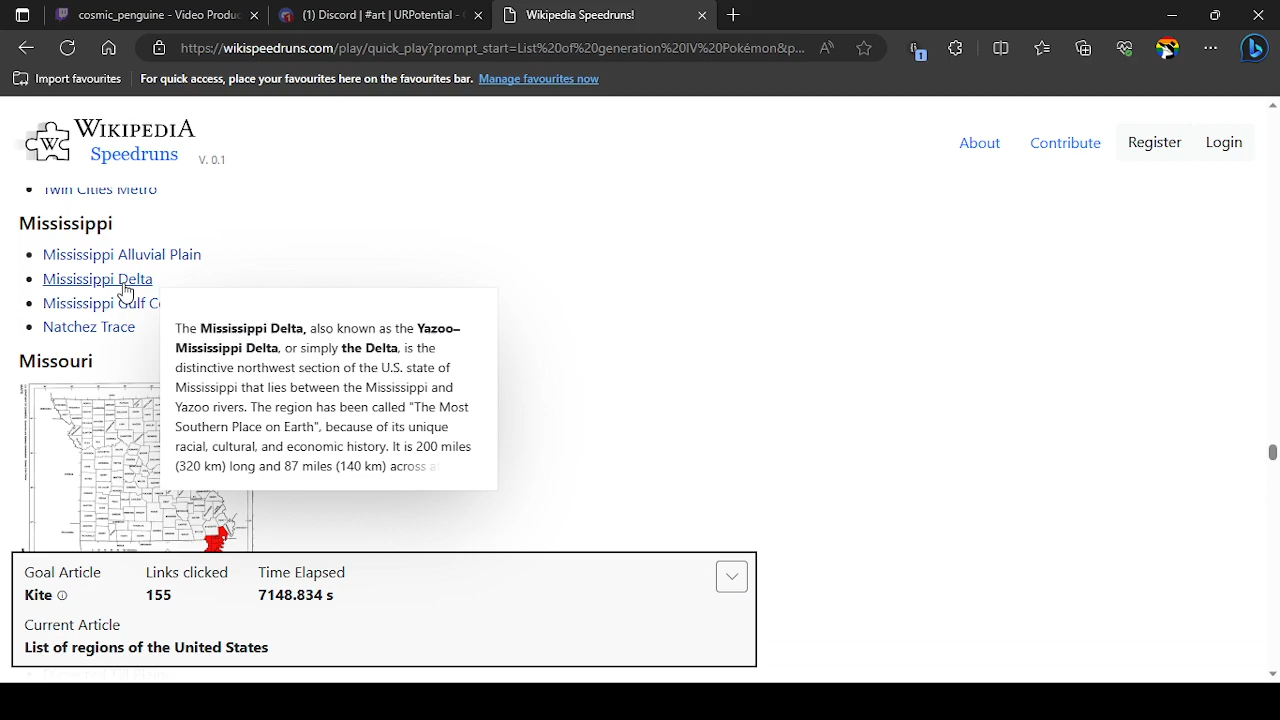 cosmic_penguine - Video Produc
(1) Discord | #art | URPotential -
Wikipedia Speedruns!
https://wikispeedruns.com/play/quick_play?prompt_start=List%20of%20generation%20IV%20Pokémon&p...
1
Import favourites
For quick access, place your favourites here on the favourites bar. Manage favourites now
WIKIPEDIA
Speedruns V. 0.1
About Contribute Register Login
Twin Cities Metro
Mississippi
Mississippi Alluvial Plain
Mississippi Delta
Mississippi Gulf C
Natchez Trace
The Mississippi Delta, also known as the Yazoo–
Mississippi Delta, or simply the Delta, is the
distinctive northwest section of the U.S. state of
Mississippi that lies between the Mississippi and
Yazoo rivers. The region has been called "The Most
Southern Place on Earth", because of its unique
racial, cultural, and economic history. It is 200 miles
(320 km) long and 87 miles (140 km) across
Missouri
Goal Article Links clicked Time Elapsed
Kite 155 7148.834 s
Current Article
List of regions of the United States